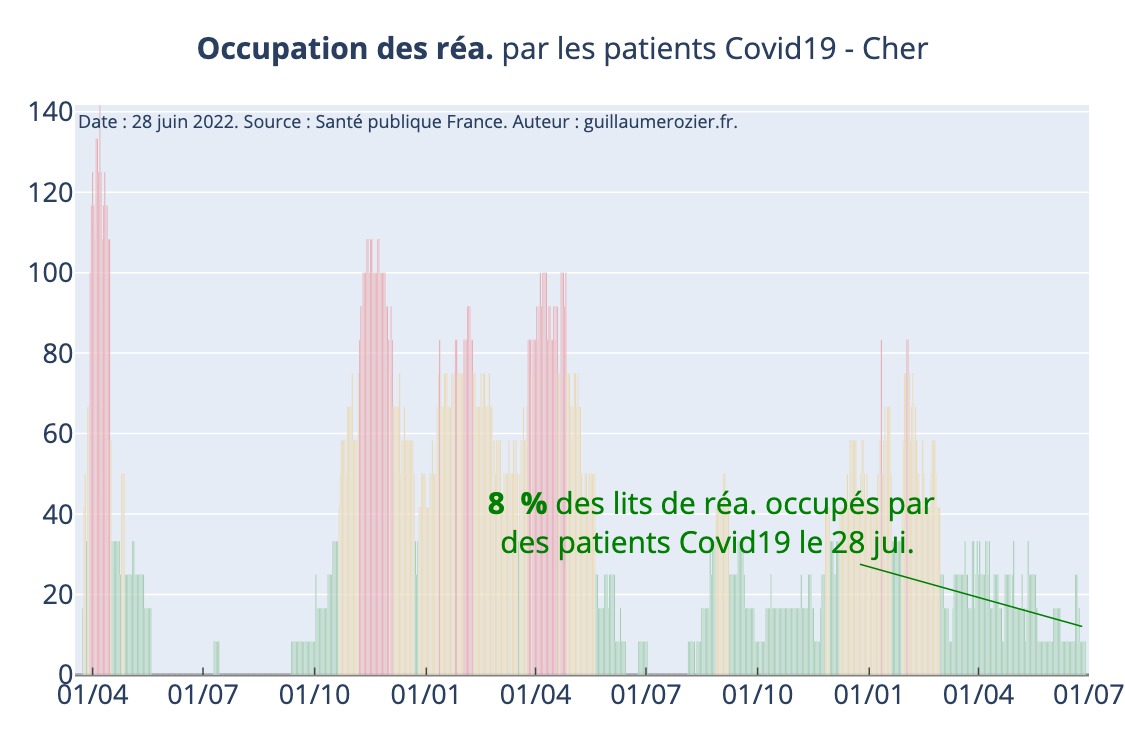 Occupation des réa. par les patients Covid19 - Cher
140
Date : 28 juin 2022. Source : Santé publique France. Auteur : guillaumerozier.fr.
120
100
80
60
8 % des lits de réa. occupés par
40
des patients Covid19 le 28 jui.
20
0
01/04 01/07 01/10 01/01 01/04 01/07 01/10 01/01 01/04 01/07